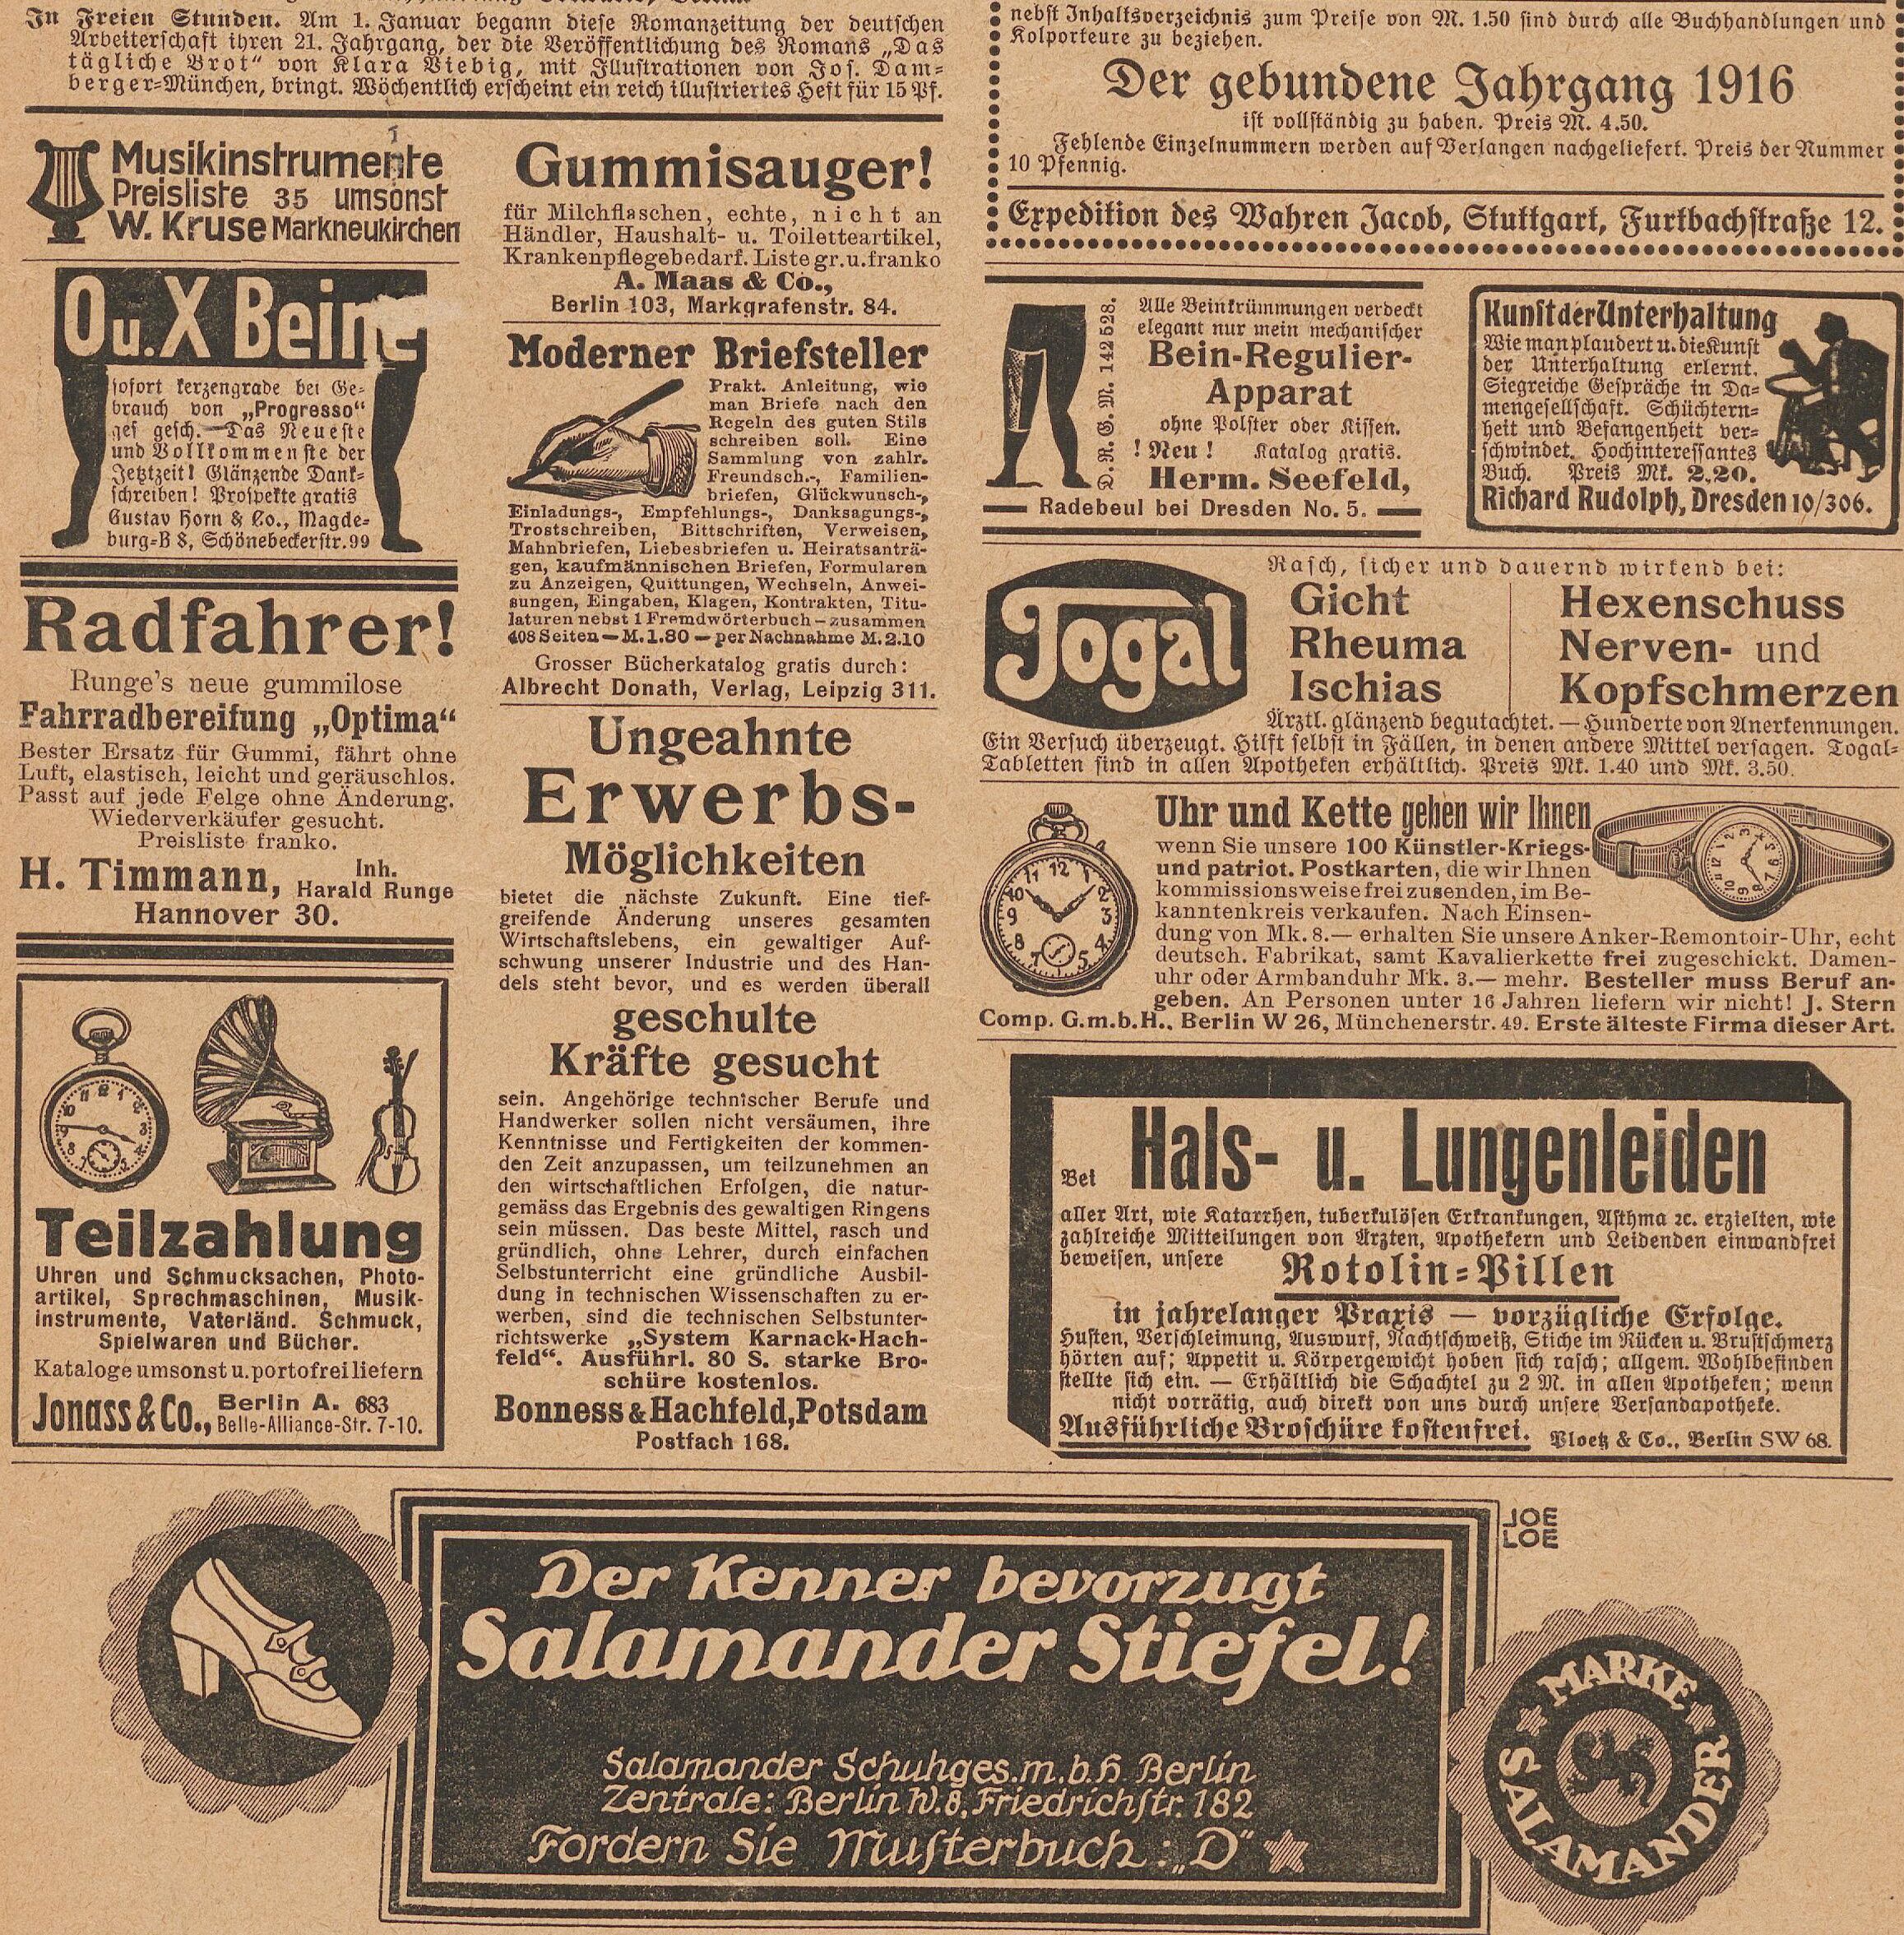 In Freien Stunden. Am 1. Januar begann diese Romanzeitung der deutschen
Arbeiterschaft ihren 21. Jahrgang, der die Veröffentlichung des Romans „Das
tägliche Brot“ von Klara Viebig, mit Illustrationen von Jos. Dam-
berger-München, bringt. Wöchentlich erscheint ein reich illustriertes Heft für 15 Pf.
Musikinstrumente
Preisliste 35 umsonst
W. Kruse Markneukirchen
O u. X Beine
sofort kerzengrade bei Ge-
brauch von „Progresso“
ges gesch. Das Neueste
und Vollkommenste der
Jetztzeit! Glänzende Dank-
schreiben! Prospekte gratis
Gustav Horn & Co., Magde-
burg-B 8, Schönebeckerstr. 99
Radfahrer!
Runge's neue gummilose
Fahrradbereifung „Optima“
Bester Ersatz für Gummi, fährt ohne
Luft, elastisch, leicht und geräuschlos.
Passt auf jede Felge ohne Änderung.
Wiederverkäufer gesucht.
Preisliste franko.
H. Timmann, Inh. Harald Runge
Hannover 30.
Teilzahlung
Uhren und Schmucksachen, Photo-
artikel, Sprechmaschinen, Musik-
instrumente, Vaterländ. Schmuck,
Spielwaren und Bücher.
Kataloge umsonst u. portofrei liefern
Jonass & Co., Berlin A. 683
Belle-Alliance-Str. 7-10.
Gummisauger!
für Milchflaschen, echte, nicht an
Händler, Haushalt- u. Toiletteartikel,
Krankenpflegebedarf. Liste gr. u. franko
A. Maas & Co.,
Berlin 103, Markgrafenstr. 84.
Moderner Briefsteller
Prakt. Anleitung, wie
man Briefe nach den
Regeln des guten Stils
schreiben soll. Eine
Sammlung von zahlr.
Freundsch.-, Familien-
briefen, Glückwunsch-,
Einladungs-, Empfehlungs-, Danksagungs-,
Trostschreiben, Bittschriften, Verweisen,
Mahnbriefen, Liebesbriefen u. Heiratsanträ-
gen, kaufmännischen Briefen, Formularen
zu Anzeigen, Quittungen, Wechseln, Anwei-
sungen, Eingaben, Klagen, Kontrakten, Titu-
laturen nebst 1 Fremdwörterbuch – zusammen
408 Seiten – M. 1.80 – per Nachnahme M. 2.10
Grosser Bücherkatalog gratis durch:
Albrecht Donath, Verlag, Leipzig 311.
Ungeahnte
Erwerbs-
Möglichkeiten
bietet die nächste Zukunft. Eine tief-
greifende Änderung unseres gesamten
Wirtschaftslebens, ein gewaltiger Auf-
schwung unserer Industrie und des Han-
dels steht bevor, und es werden überall
geschulte
Kräfte gesucht
sein. Angehörige technischer Berufe und
Handwerker sollen nicht versäumen, ihre
Kenntnisse und Fertigkeiten der kommen-
den Zeit anzupassen, um teilzunehmen an
den wirtschaftlichen Erfolgen, die natur-
gemäss das Ergebnis des gewaltigen Ringens
sein müssen. Das beste Mittel, rasch und
gründlich, ohne Lehrer, durch einfachen
Selbstunterricht eine gründliche Ausbil-
dung in technischen Wissenschaften zu er-
werben, sind die technischen Selbstunter-
richtswerke „System Karnack-Hach-
feld“. Ausführl. 80 S. starke Bro-
schüre kostenlos.
Bonness & Hachfeld, Potsdam
Postfach 168.
nebst Inhaltsverzeichnis zum Preise von M. 1.50 sind durch alle Buchhandlungen und
Kolporteure zu beziehen.
Der gebundene Jahrgang 1916
ist vollständig zu haben. Preis M. 4.50.
Fehlende Einzelnummern werden auf Verlangen nachgeliefert. Preis der Nummer
10 Pfennig.
Expedition des Wahren Jacob, Stuttgart, Furtbachstraße 12.
D. R. G. M. 142 528.
Alle Beinkrümmungen verdeckt
elegant nur mein mechanischer
Bein-Regulier-
Apparat
ohne Polster oder Kissen.
! Neu ! Katalog gratis.
Herm. Seefeld,
Radebeul bei Dresden No. 5.
Kunst der Unterhaltung
Wie man plaudert u. die Kunst
der Unterhaltung erlernt.
Siegreiche Gespräche in Da-
mengesellschaft. Schüchtern-
heit und Befangenheit ver-
schwindet. Hochinteressantes
Buch. Preis Mk. 2.20.
Richard Rudolph, Dresden 10/306.
Togal
Rasch, sicher und dauernd wirkend bei:
Gicht
Rheuma
Ischias
Hexenschuss
Nerven- und
Kopfschmerzen
Ärztl. glänzend begutachtet. — Hunderte von Anerkennungen.
Ein Versuch überzeugt. Hilft selbst in Fällen, in denen andere Mittel versagen. Togal-
Tabletten sind in allen Apotheken erhältlich. Preis Mk. 1.40 und Mk. 3.50.
Uhr und Kette geben wir Ihnen
wenn Sie unsere 100 Künstler-Kriegs-
und patriot. Postkarten, die wir Ihnen
kommissionsweise frei zusenden, im Be-
kanntenkreis verkaufen. Nach Einsen-
dung von Mk. 8.— erhalten Sie unsere Anker-Remontoir-Uhr, echt
deutsch. Fabrikat, samt Kavalierkette frei zugeschickt. Damen-
uhr oder Armbanduhr Mk. 3.— mehr. Besteller muss Beruf an-
geben. An Personen unter 16 Jahren liefern wir nicht! J. Stern
Comp. G.m.b.H., Berlin W 26, Münchenerstr. 49. Erste älteste Firma dieser Art.
Bei Hals- u. Lungenleiden
aller Art, wie Katarrhen, tuberkulösen Erkrankungen, Asthma ꝛc. erzielten, wie
zahlreiche Mitteilungen von Ärzten, Apothekern und Leidenden einwandfrei
beweisen, unsere Rotolin-Pillen
in jahrelanger Praxis — vorzügliche Erfolge.
Husten, Verschleimung, Auswurf, Nachtschweiß, Stiche im Rücken u. Brustschmerz
hörten auf; Appetit u. Körpergewicht hoben sich rasch; allgem. Wohlbefinden
stellte sich ein. — Erhältlich die Schachtel zu 2 M. in allen Apotheken; wenn
nicht vorrätig, auch direkt von uns durch unsere Versandapotheke.
Ausführliche Broschüre kostenfrei. Ploetz & Co., Berlin SW 68.
JOE
LOE
Der Kenner bevorzugt
Salamander Stiefel!
Salamander Schuhges.m.b.H. Berlin
Zentrale: Berlin W.8, Friedrichstr. 182
Fordern Sie Musterbuch: „D“
MARKE
SALAMANDER